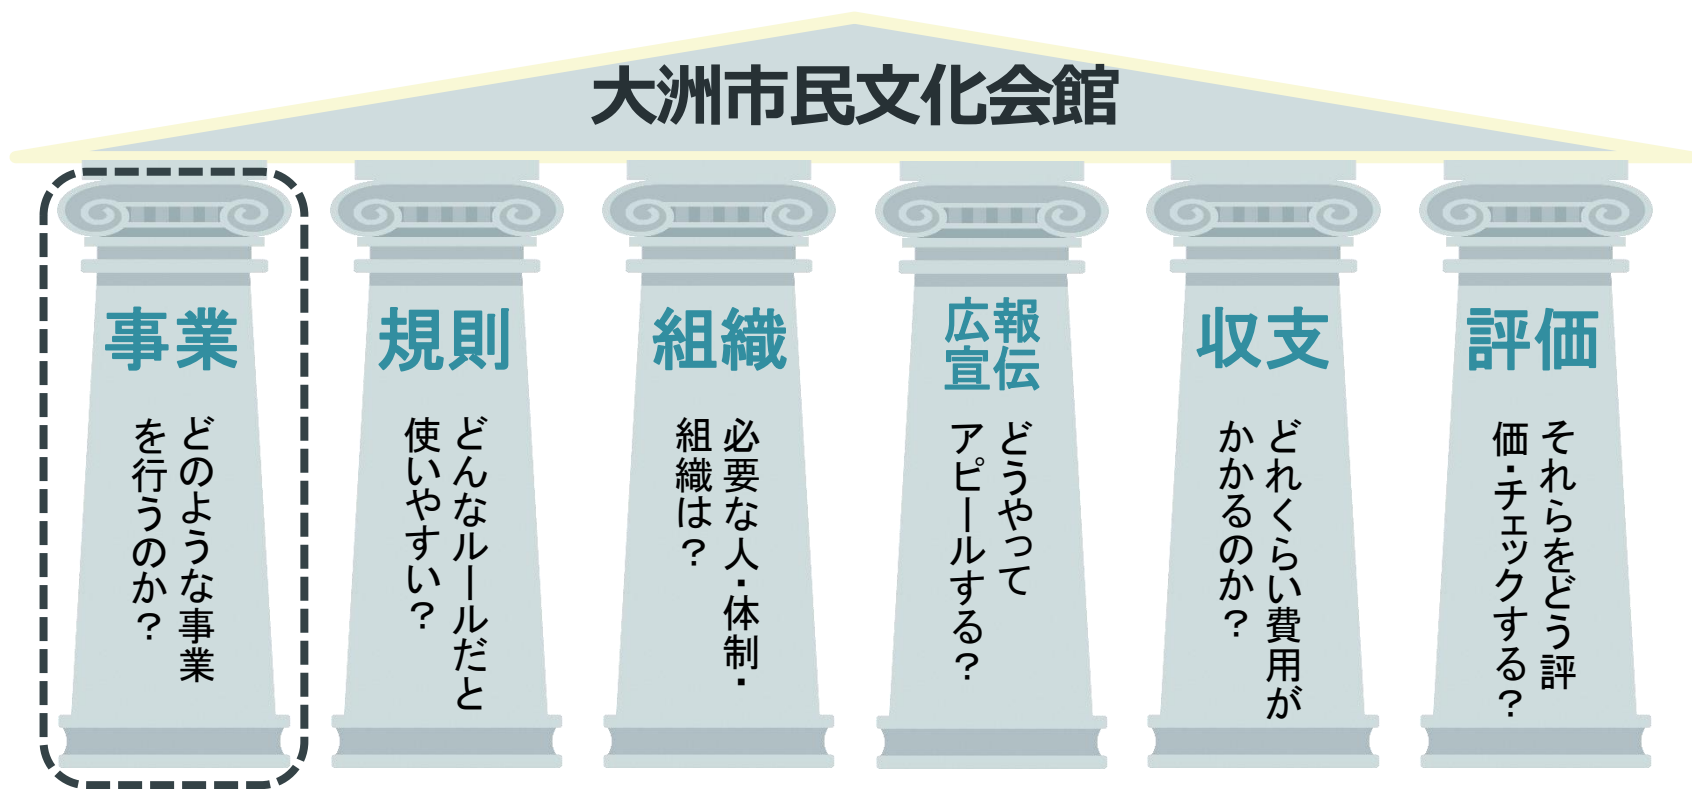 大洲市民文化会館
事業
どのような事業
を行うのか？
規則
どんなルールだと
使いやすい？
組織
必要な人・体制・
組織は？
広報
宣伝
どうやって
アピールする？
収支
どれくらい費用が
かかるのか？
評価
それらをどう評
価・チェックする？